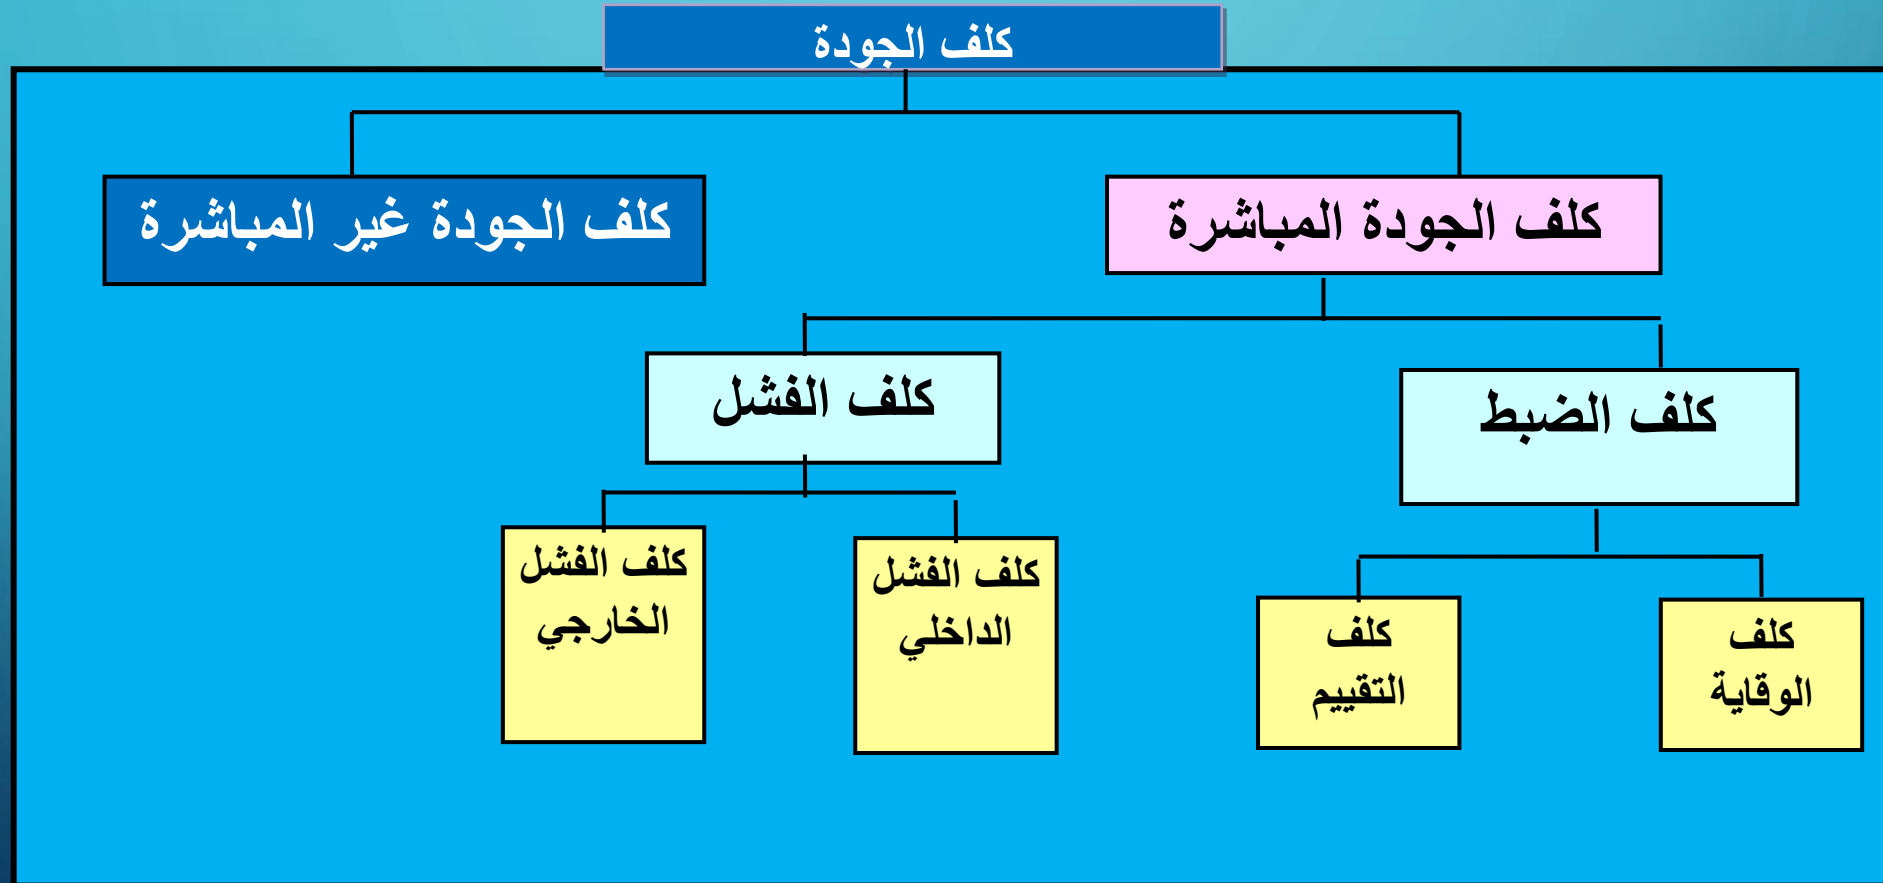 كلف الجودة
كلف الجودة المباشرة
كلف الجودة غير المباشرة
كلف الضبط
كلف الفشل
كلف
الوقاية
كلف
التقييم
كلف الفشل
الداخلي
كلف الفشل
الخارجي